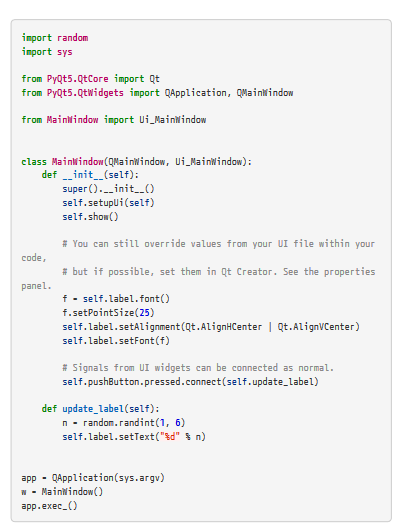 import random
import sys

from PyQt5.QtCore import Qt
from PyQt5.QtWidgets import QApplication, QMainWindow

from MainWindow import Ui_MainWindow


class MainWindow(QMainWindow, Ui_MainWindow):
    def __init__(self):
        super().__init__()
        self.setupUi(self)
        self.show()

        # You can still override values from your UI file within your
code,
        # but if possible, set them in Qt Creator. See the properties
panel.
        f = self.label.font()
        f.setPointSize(25)
        self.label.setAlignment(Qt.AlignHCenter | Qt.AlignVCenter)
        self.label.setFont(f)

        # Signals from UI widgets can be connected as normal.
        self.pushButton.pressed.connect(self.update_label)

    def update_label(self):
        n = random.randint(1, 6)
        self.label.setText("%d" % n)


app = QApplication(sys.argv)
w = MainWindow()
app.exec_()